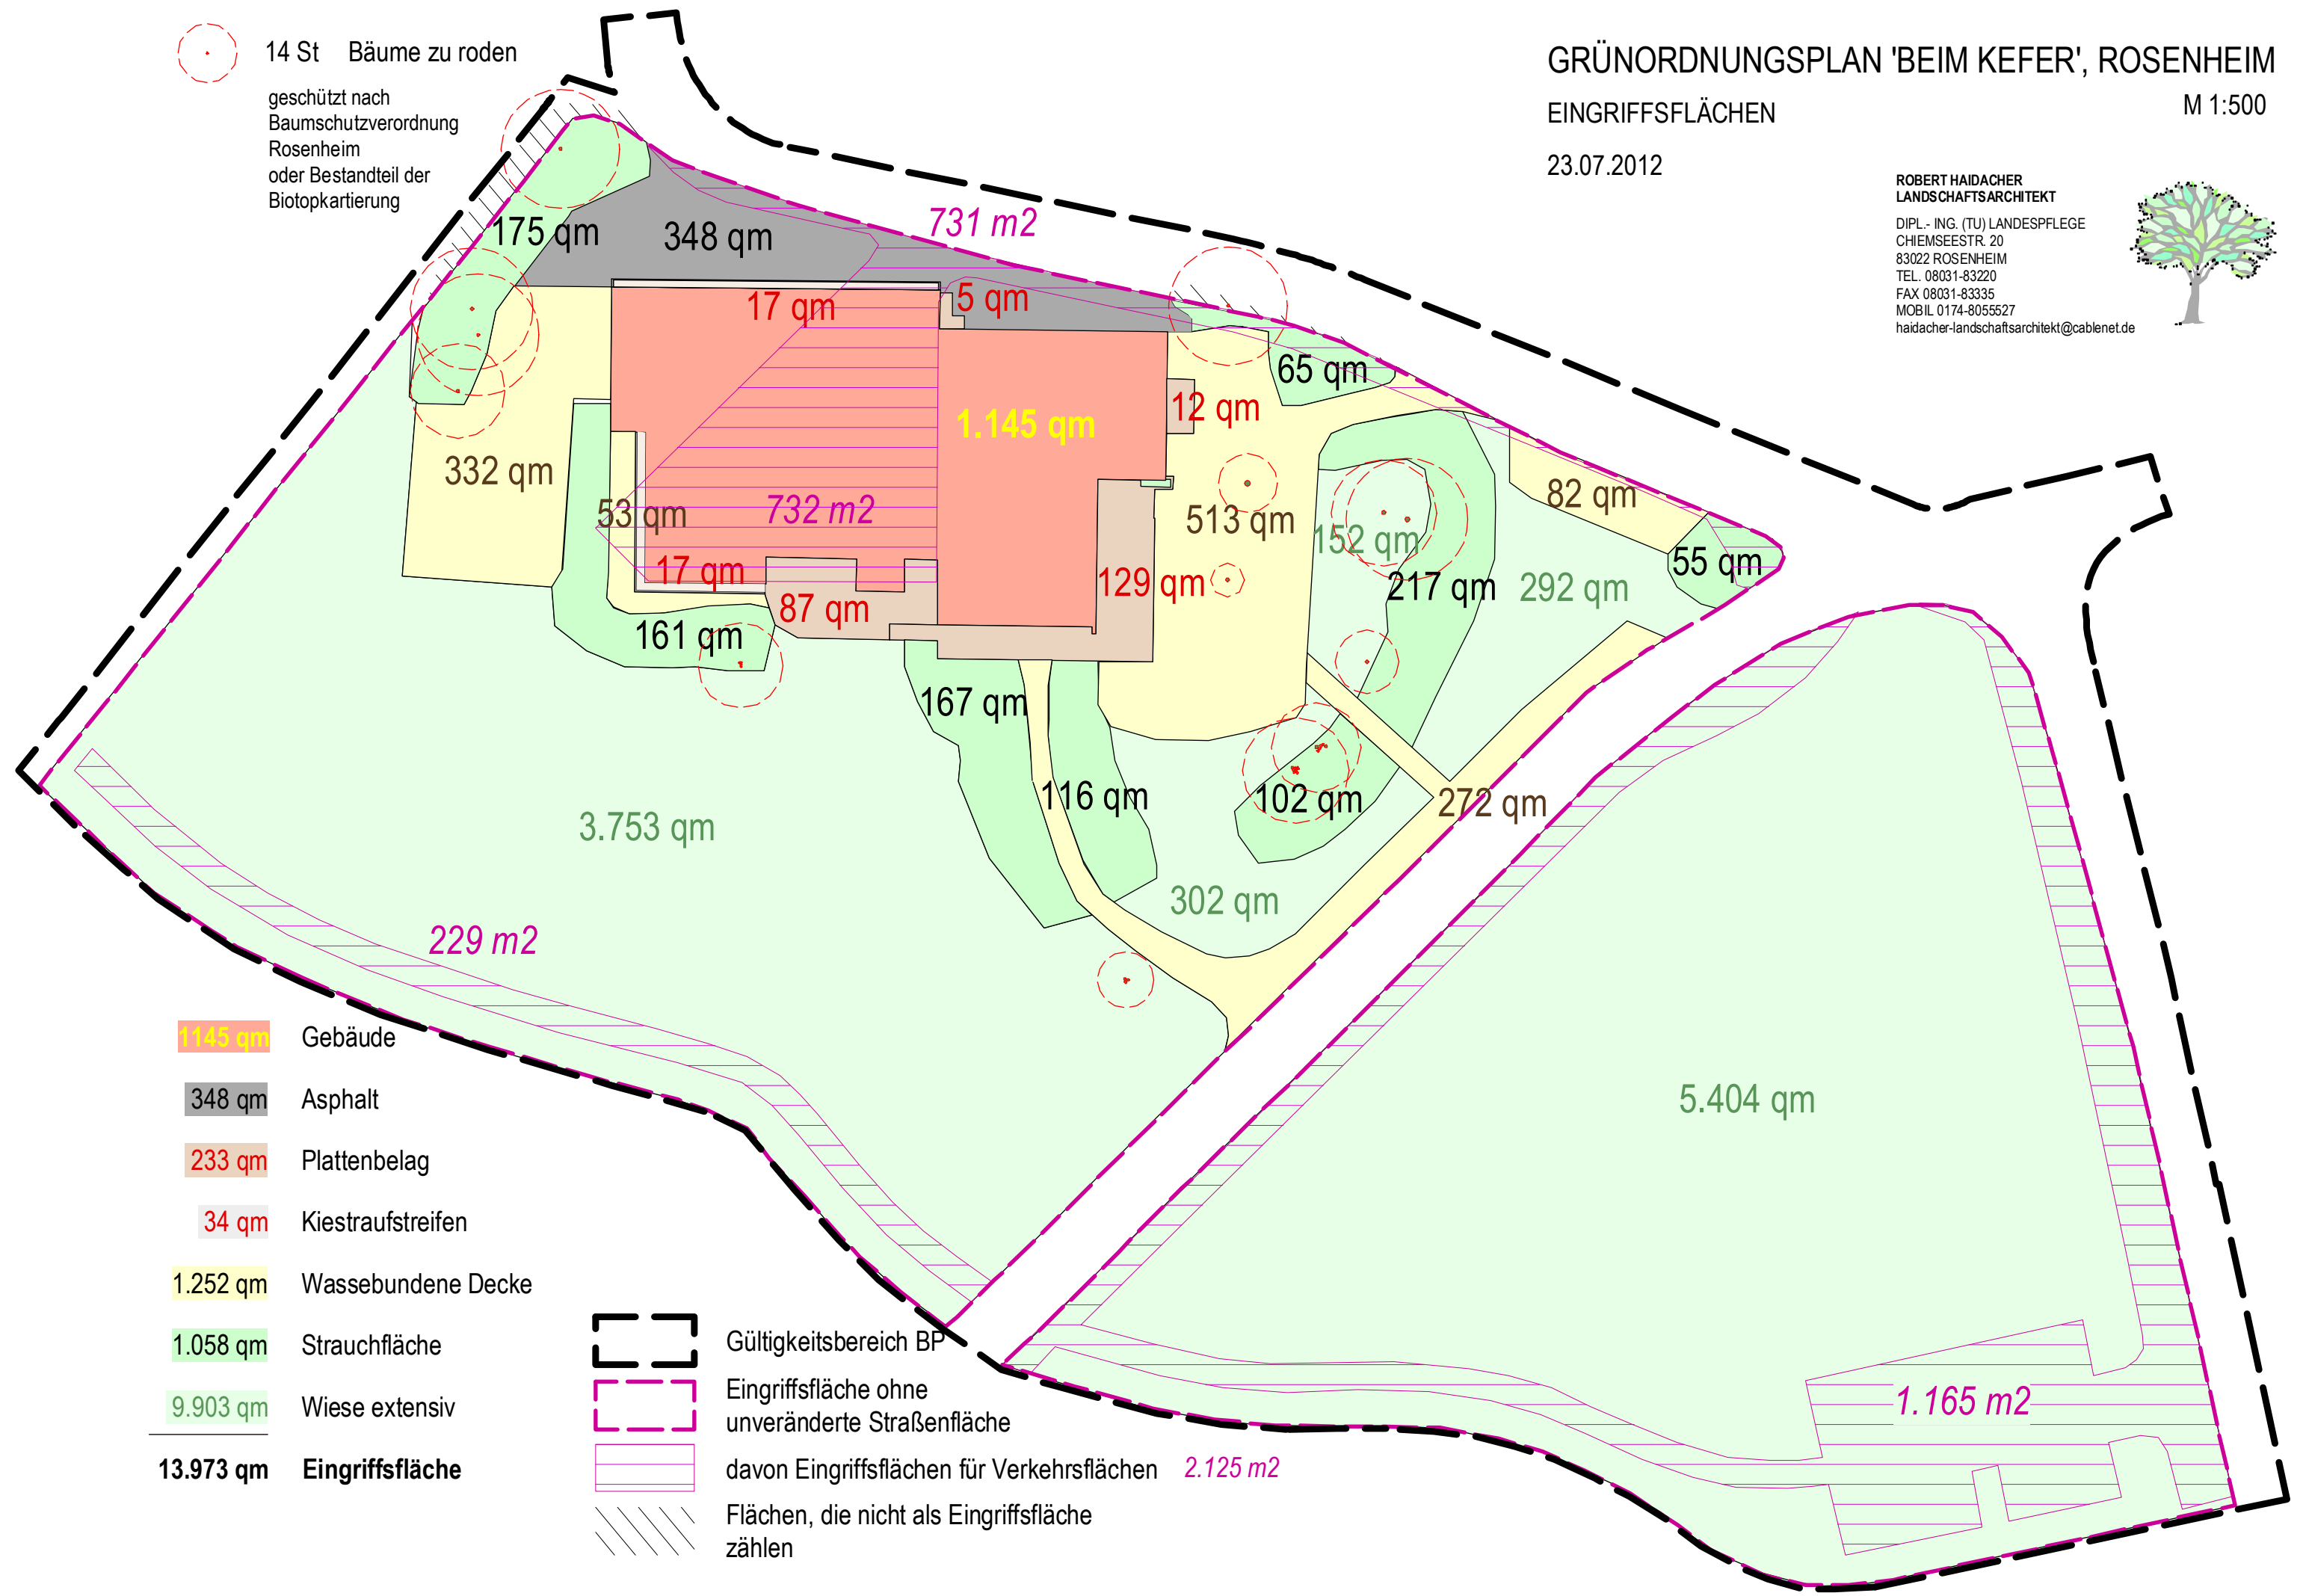 14 St Bäume zu roden
geschützt nach
Baumschutzverordnung
Rosenheim
oder Bestandteil der
Biotopkartierung
GRÜNORDNUNGSPLAN 'BEIM KEFER', ROSENHEIM
EINGRIFFSFLÄCHEN
M 1:500
23.07.2012
ROBERT HAIDACHER
LANDSCHAFTSARCHITEKT
DIPL.- ING. (TU) LANDESPFLEGE
CHIEMSEESTR. 20
83022 ROSENHEIM
TEL. 08031-83220
FAX 08031-83335
MOBIL 0174-8055527
haidacher-landschaftsarchitekt@cablenet.de
175 qm
348 qm
731 m2
17 qm
5 qm
65 qm
12 qm
1.145 qm
332 qm
53 qm
732 m2
513 qm
152 qm
82 qm
17 qm
87 qm
129 qm
217 qm
292 qm
55 qm
161 qm
167 qm
116 qm
102 qm
272 qm
3.753 qm
302 qm
229 m2
5.404 qm
1.165 m2
1145 qm Gebäude
348 qm Asphalt
233 qm Plattenbelag
34 qm Kiestraufstreifen
1.252 qm Wassebundene Decke
1.058 qm Strauchfläche
9.903 qm Wiese extensiv
13.973 qm Eingriffsfläche
Gültigkeitsbereich BP
Eingriffsfläche ohne
unveränderte Straßenfläche
davon Eingriffsflächen für Verkehrsflächen 2.125 m2
Flächen, die nicht als Eingriffsfläche
zählen